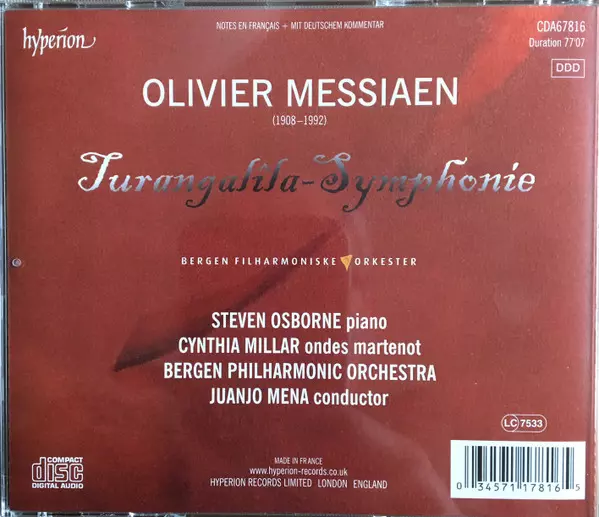 NOTES EN FRANÇAIS + MIT DEUTSCHEM KOMMENTAR
CDA67816
Duration 77'07
hyperion
DDD
OLIVIER MESSIAEN
(1908–1992)
Turangalîla-Symphonie
BERGEN FILHARMONISKE ORKESTER
STEVEN OSBORNE piano
CYNTHIA MILLAR ondes martenot
BERGEN PHILHARMONIC ORCHESTRA
JUANJO MENA conductor
LC 7533
COMPACT
disc
DIGITAL AUDIO
MADE IN FRANCE
www.hyperion-records.co.uk
HYPERION RECORDS LIMITED LONDON ENGLAND
0 34571 17816 5